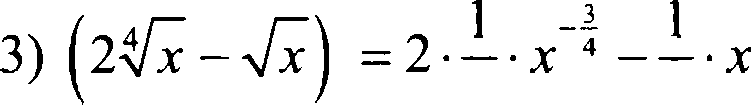 3) (2∜x − √x) = 2 · 1 · x^{-3/4} − 1 · x